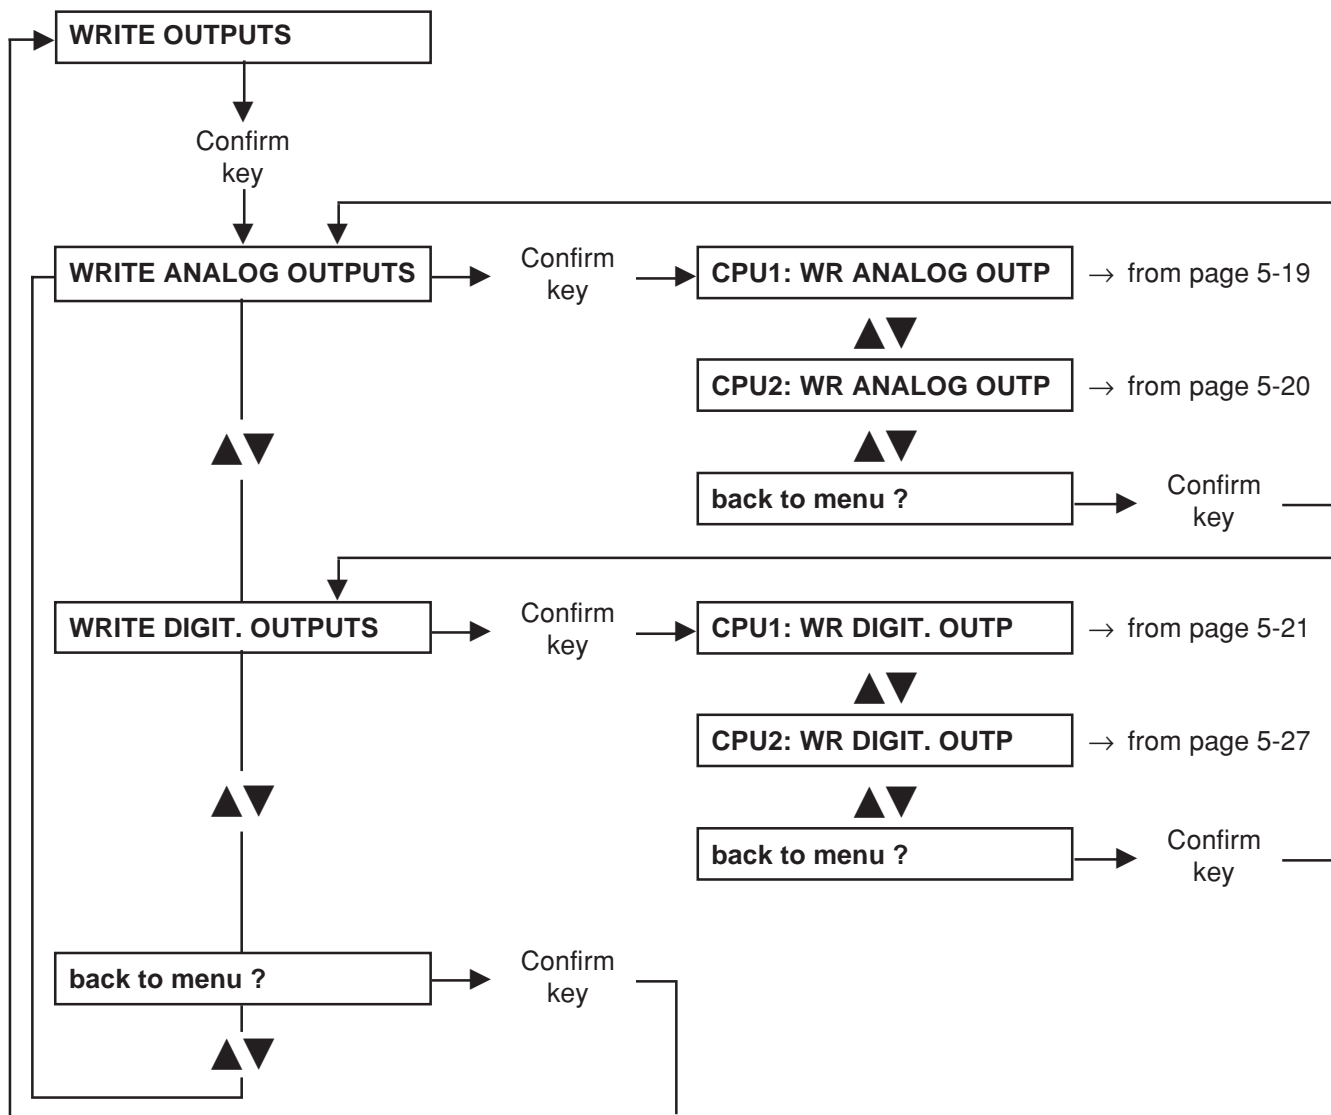 WRITE OUTPUTS
Confirm
key
WRITE ANALOG OUTPUTS
Confirm
key
CPU1: WR ANALOG OUTP
→ from page 5-19
CPU2: WR ANALOG OUTP
→ from page 5-20
back to menu ?
Confirm
key
WRITE DIGIT. OUTPUTS
Confirm
key
CPU1: WR DIGIT. OUTP
→ from page 5-21
CPU2: WR DIGIT. OUTP
→ from page 5-27
back to menu ?
Confirm
key
back to menu ?
Confirm
key